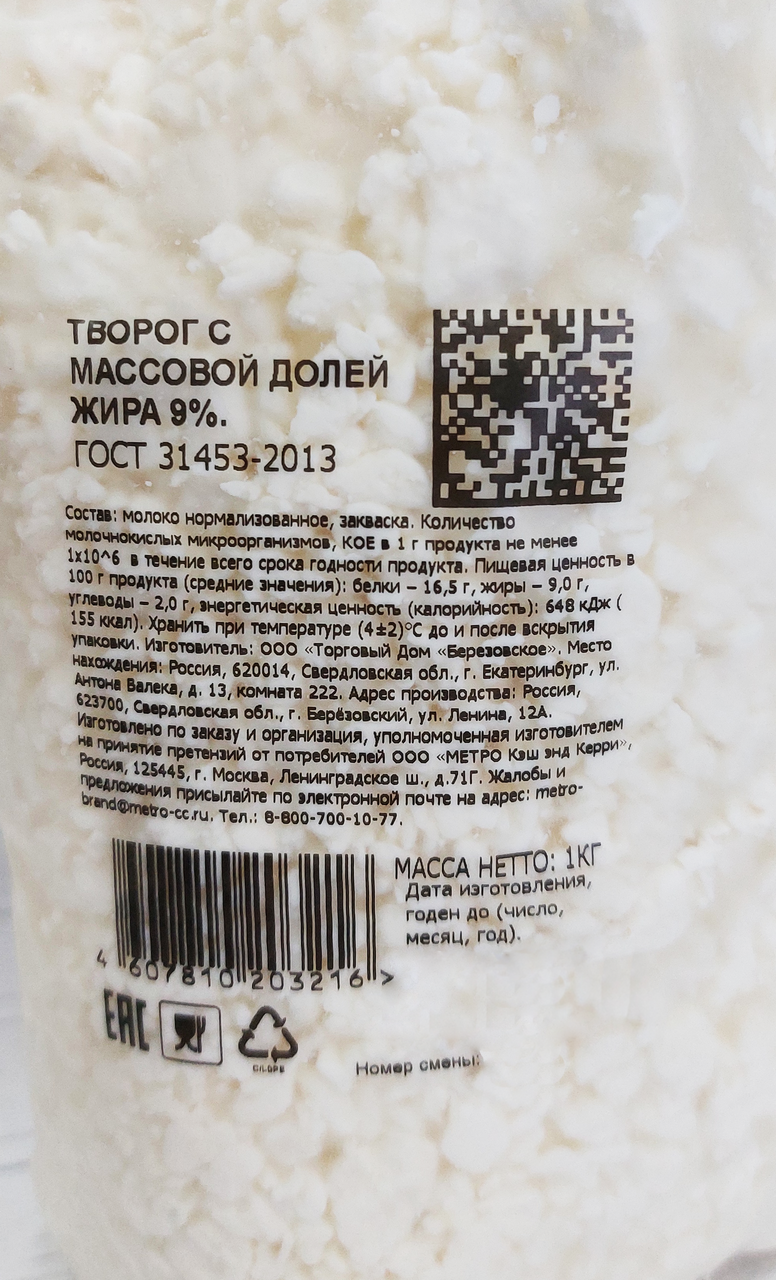 ТВОРОГ С
МАССОВОЙ ДОЛЕЙ
ЖИРА 9%.
ГОСТ 31453-2013
Состав: молоко нормализованное, закваска. Количество
молочнокислых микроорганизмов, КОЕ в 1 г продукта не менее
1x10^6 в течение всего срока годности продукта. Пищевая ценность в
100 г продукта (средние значения): белки – 16,5 г, жиры – 9,0 г,
углеводы – 2,0 г, энергетическая ценность (калорийность): 648 кДж (
155 ккал). Хранить при температуре (4±2)°С до и после вскрытия
упаковки. Изготовитель: ООО «Торговый Дом «Березовское». Место
нахождения: Россия, 620014, Свердловская обл., г. Екатеринбург, ул.
Антона Валека, д. 13, комната 222. Адрес производства: Россия,
623700, Свердловская обл., г. Берёзовский, ул. Ленина, 12А.
Изготовлено по заказу и организация, уполномоченная изготовителем
на принятие претензий от потребителей ООО «МЕТРО Кэш энд Керри»,
Россия, 125445, г. Москва, Ленинградское ш., д.71Г. Жалобы и
предложения присылайте по электронной почте на адрес: metro-
brand@metro-cc.ru. Тел.: 8-800-700-10-77.
МАССА НЕТТО: 1КГ
Дата изготовления,
годен до (число,
месяц, год).
4 607810 203216 >
EAC
Номер смены: